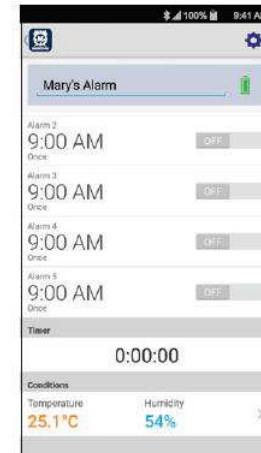 100% 9:41 A
Mary's Alarm
Alarm 2
9:00 AM
OFF
Once
Alarm 3
9:00 AM
OFF
Once
Alarm 4
9:00 AM
OFF
Once
Alarm 5
9:00 AM
OFF
Once
Timer
0:00:00
Conditions
Temperature Humidity
25.1°C 54%